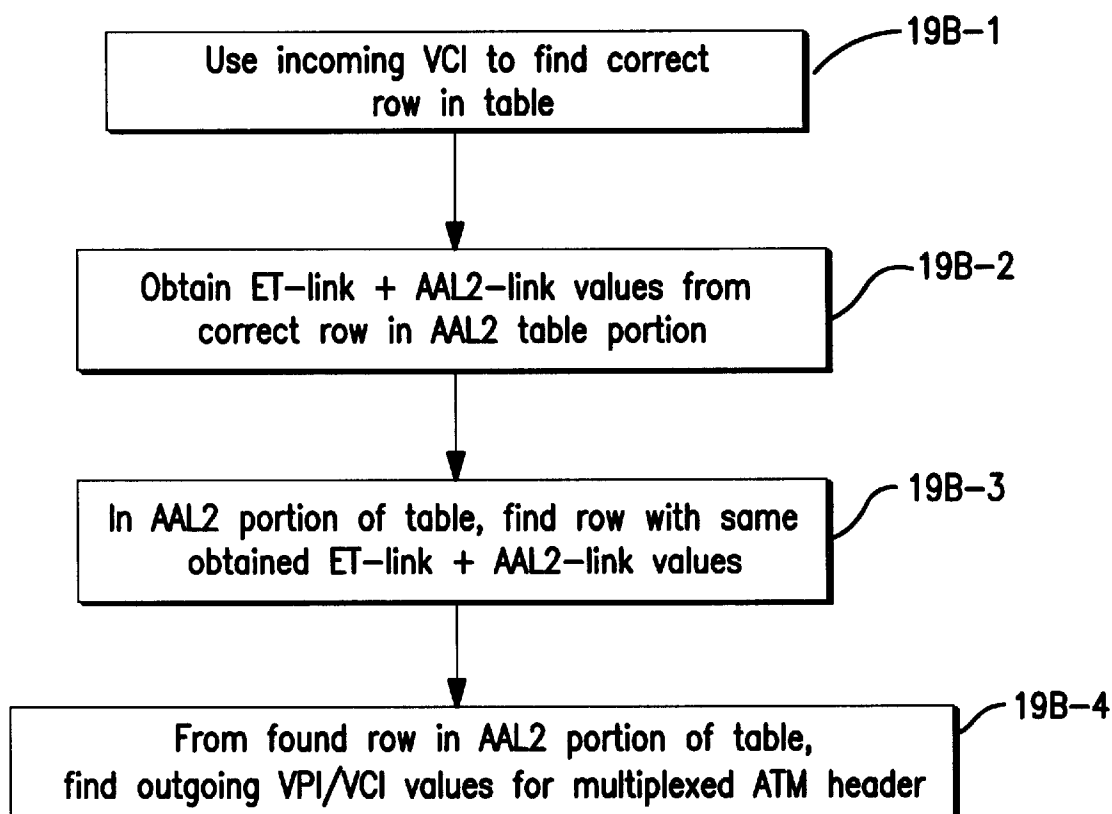 19B-1
Use incoming VCI to find correct
row in table
19B-2
Obtain ET-link + AAL2-link values from
correct row in AAL2 table portion
19B-3
In AAL2 portion of table, find row with same
obtained ET-link + AAL2-link values
19B-4
From found row in AAL2 portion of table,
find outgoing VPI/VCI values for multiplexed ATM header